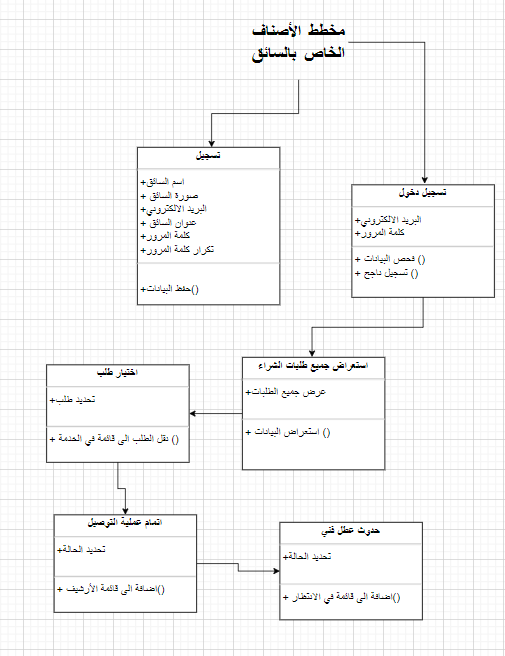 مخطط الأصناف
الخاص بالسائق
تسجيل
+اسم السائق
+ صورة السائق
+البريد الالكتروني
+ عنوان السائق
+كلمة المرور
+تكرار كلمة المرور
+حفظ البيانات()
تسجيل دخول
+البريد الالكتروني
+كلمة المرور
+ فحص البيانات ()
+ تسجيل ناجح ()
استعراض جميع طلبات الشراء
+عرض جميع الطلبات
+ استعراض البيانات ()
اختيار طلب
+تحديد طلب
+ نقل الطلب الى قائمة في الخدمة ()
اتمام عملية التوصيل
+تحديد الحالة
+ اضافة الى قائمة الأرشيف()
حدوث عطل فني
+تحديد الحالة
+ اضافة الى قائمة في الانتظار()